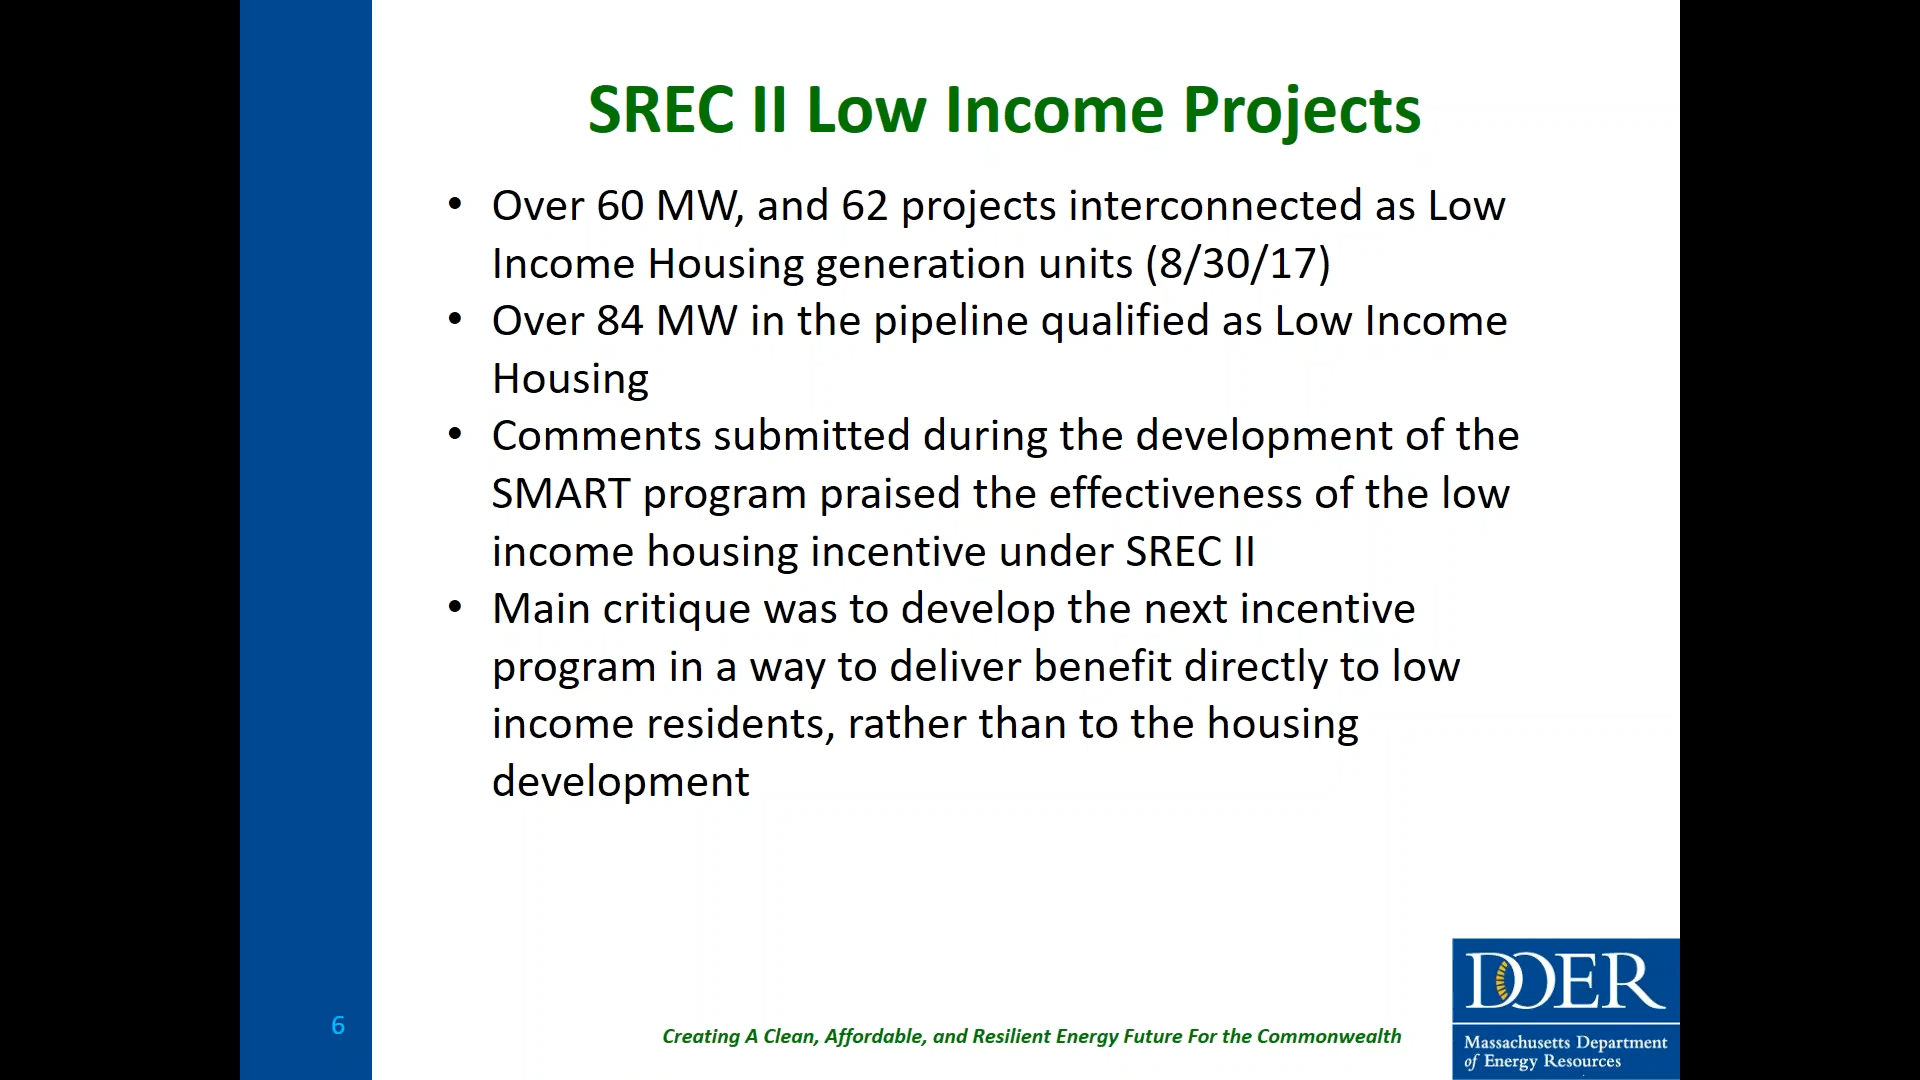 SREC II Low Income Projects
• Over 60 MW, and 62 projects interconnected as Low
Income Housing generation units (8/30/17)
• Over 84 MW in the pipeline qualified as Low Income
Housing
• Comments submitted during the development of the
SMART program praised the effectiveness of the low
income housing incentive under SREC II
• Main critique was to develop the next incentive
program in a way to deliver benefit directly to low
income residents, rather than to the housing
development
6
Creating A Clean, Affordable, and Resilient Energy Future For the Commonwealth
DOER
Massachusetts Department
of Energy Resources